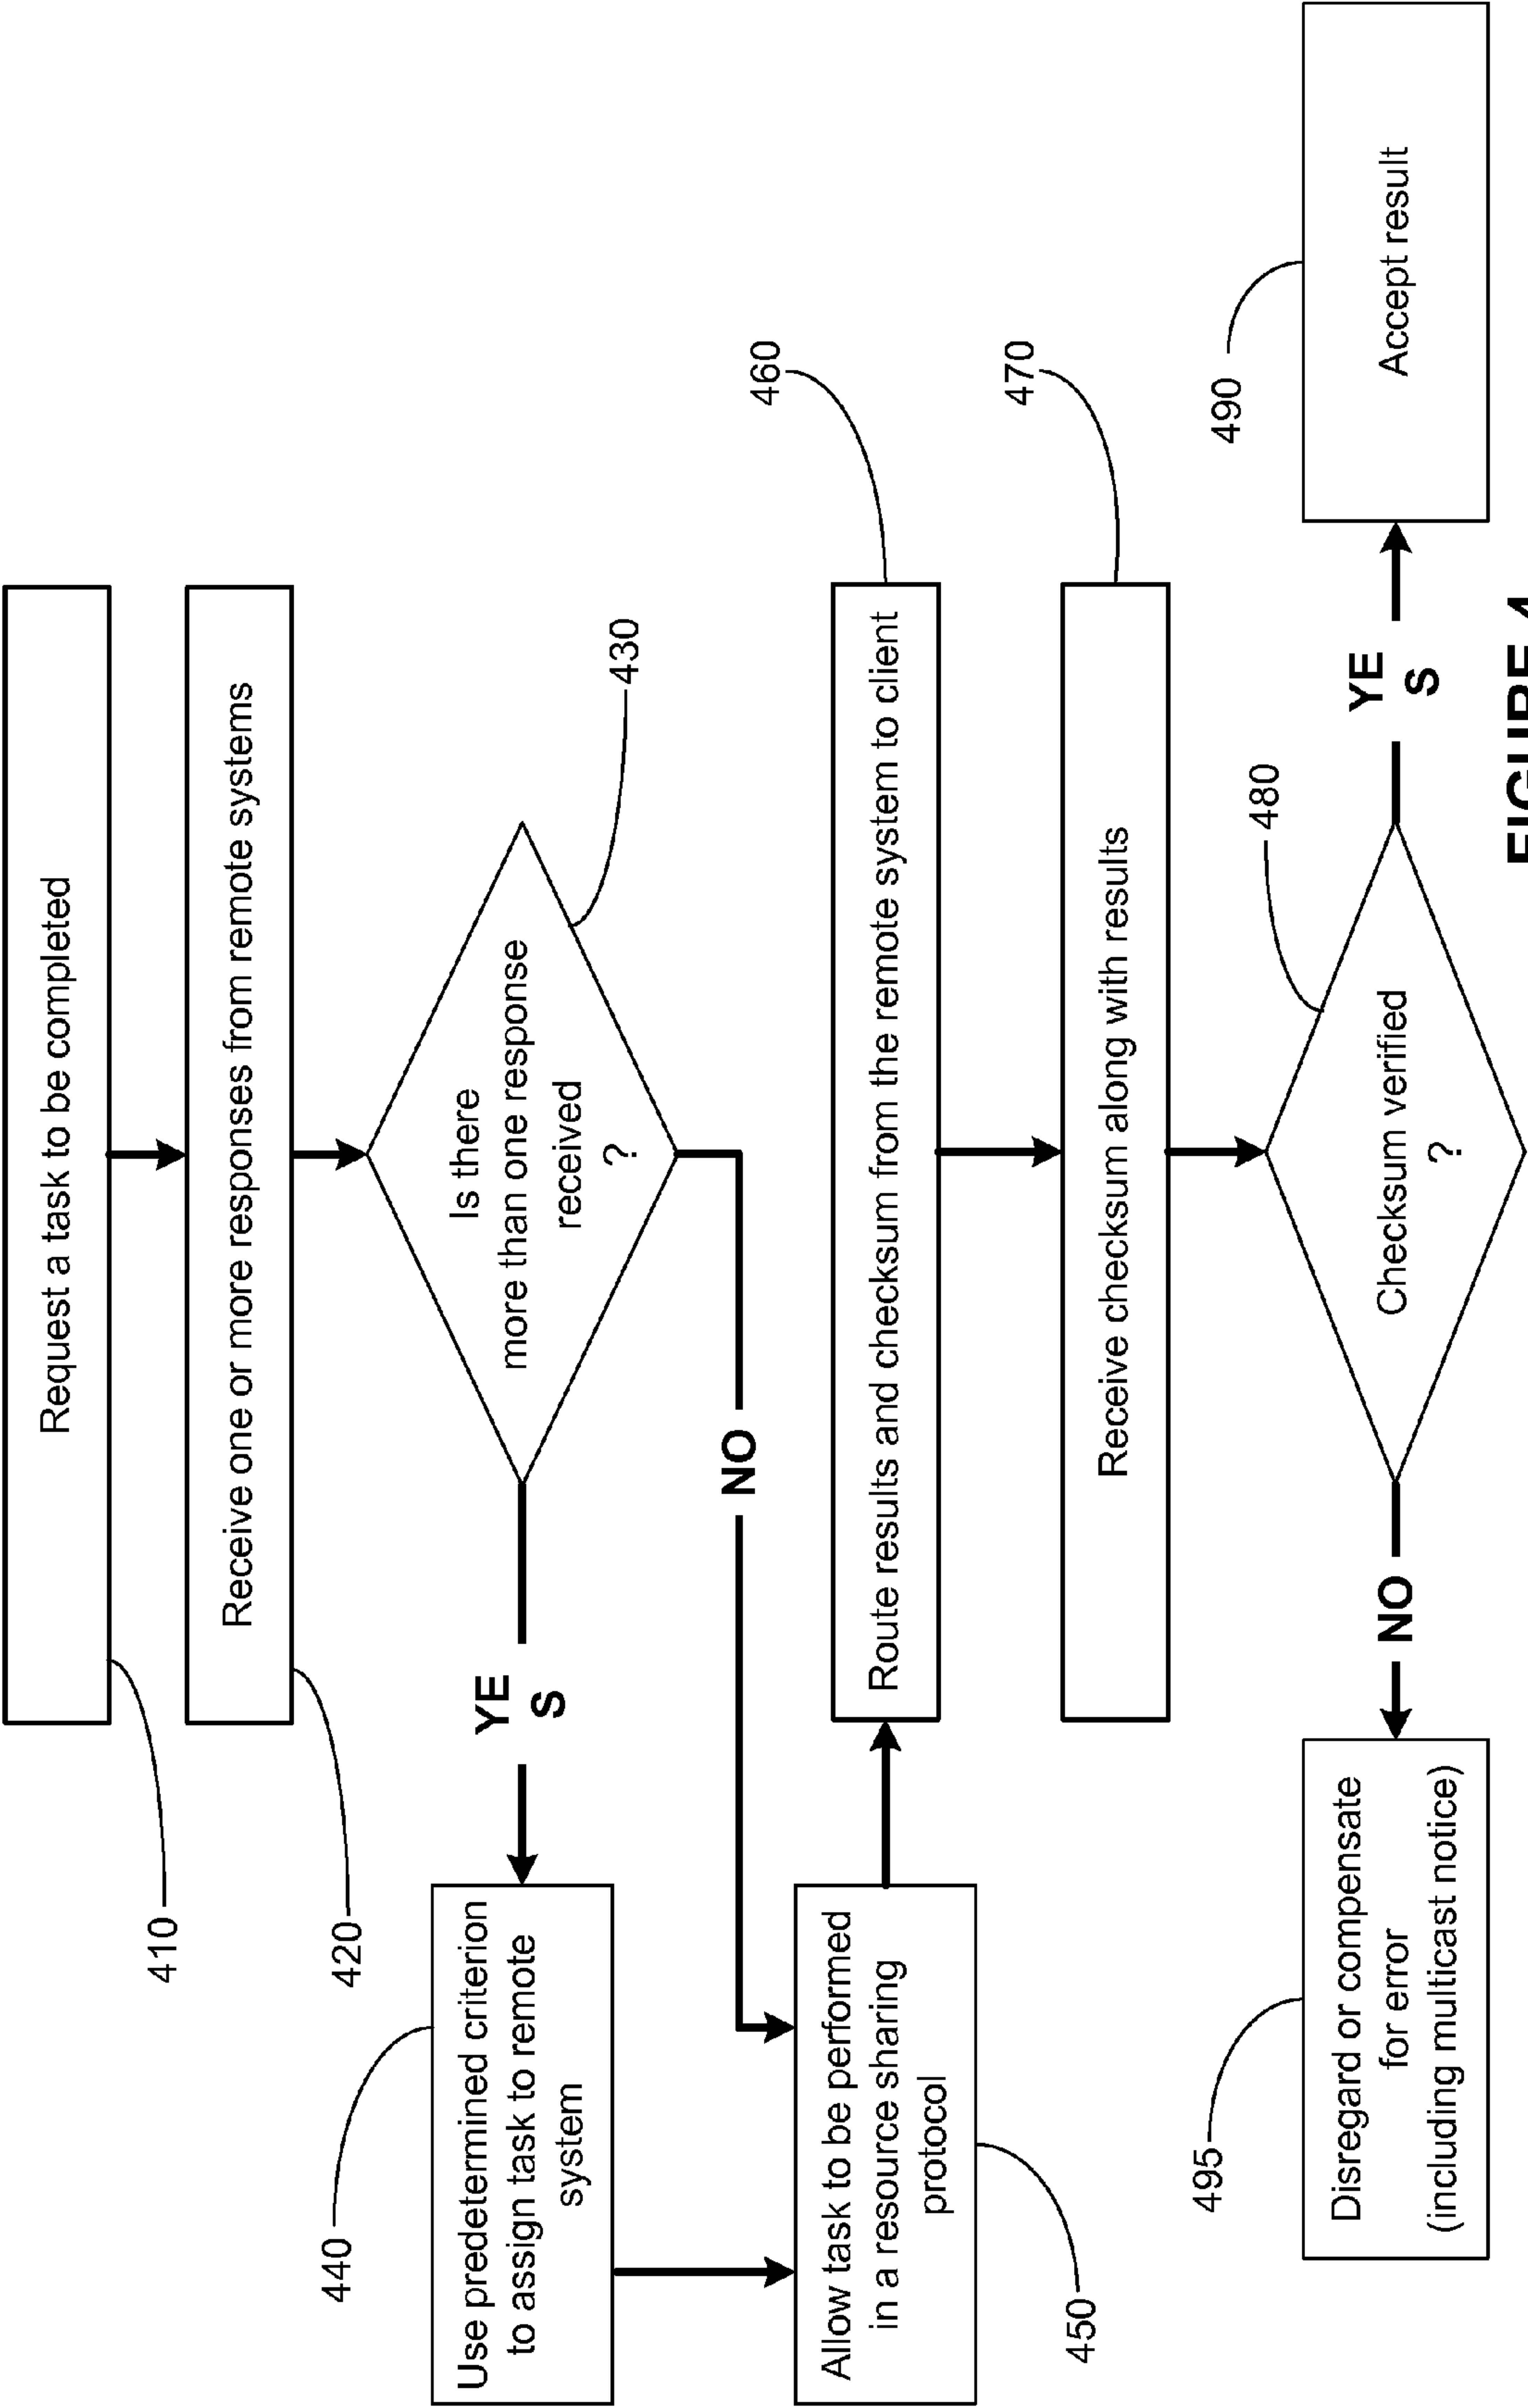 Request a task to be completed
410
Receive one or more responses from remote systems
420
Is there
more than one response
received
?
430
YE
S
NO
440
Use predetermined criterion
to assign task to remote
system
Allow task to be performed
in a resource sharing
protocol
450
460
Route results and checksum from the remote system to client
470
Receive checksum along with results
480
Checksum verified
?
NO
YE
S
490
Accept result
495
Disregard or compensate
for error
(including multicast notice)
FIGURE 4